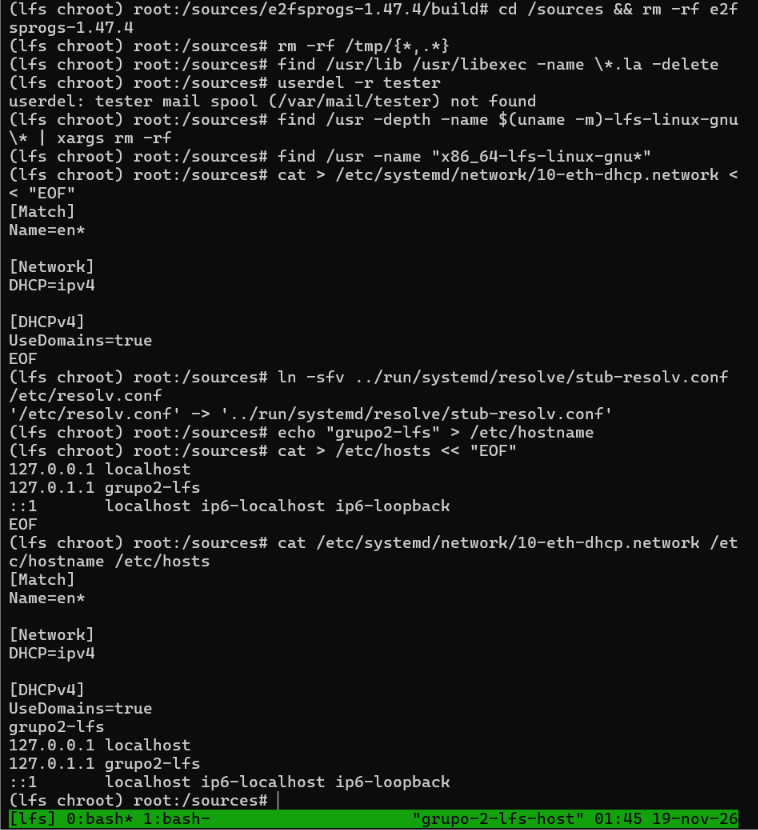 (lfs chroot) root:/sources/e2fsprogs-1.47.4/build# cd /sources && rm -rf e2f
sprogs-1.47.4
(lfs chroot) root:/sources# rm -rf /tmp/{*,.*}
(lfs chroot) root:/sources# find /usr/lib /usr/libexec -name \*.la -delete
(lfs chroot) root:/sources# userdel -r tester
userdel: tester mail spool (/var/mail/tester) not found
(lfs chroot) root:/sources# find /usr -depth -name $(uname -m)-lfs-linux-gnu
\* | xargs rm -rf
(lfs chroot) root:/sources# find /usr -name "x86_64-lfs-linux-gnu*"
(lfs chroot) root:/sources# cat > /etc/systemd/network/10-eth-dhcp.network <
< "EOF"
[Match]
Name=en*

[Network]
DHCP=ipv4

[DHCPv4]
UseDomains=true
EOF
(lfs chroot) root:/sources# ln -sfv ../run/systemd/resolve/stub-resolv.conf
/etc/resolv.conf
'/etc/resolv.conf' -> '../run/systemd/resolve/stub-resolv.conf'
(lfs chroot) root:/sources# echo "grupo2-lfs" > /etc/hostname
(lfs chroot) root:/sources# cat > /etc/hosts << "EOF"
127.0.0.1 localhost
127.0.1.1 grupo2-lfs
::1       localhost ip6-localhost ip6-loopback
EOF
(lfs chroot) root:/sources# cat /etc/systemd/network/10-eth-dhcp.network /et
c/hostname /etc/hosts
[Match]
Name=en*

[Network]
DHCP=ipv4

[DHCPv4]
UseDomains=true
grupo2-lfs
127.0.0.1 localhost
127.0.1.1 grupo2-lfs
::1       localhost ip6-localhost ip6-loopback
(lfs chroot) root:/sources#
[lfs] 0:bash* 1:bash- "grupo-2-lfs-host" 01:45 19-nov-26